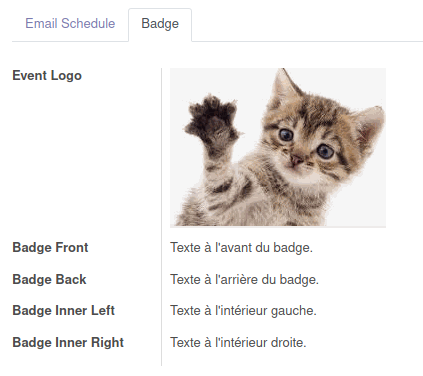 Email Schedule Badge
Event Logo
Badge Front Texte à l'avant du badge.
Badge Back Texte à l'arrière du badge.
Badge Inner Left Texte à l'intérieur gauche.
Badge Inner Right Texte à l'intérieur droite.